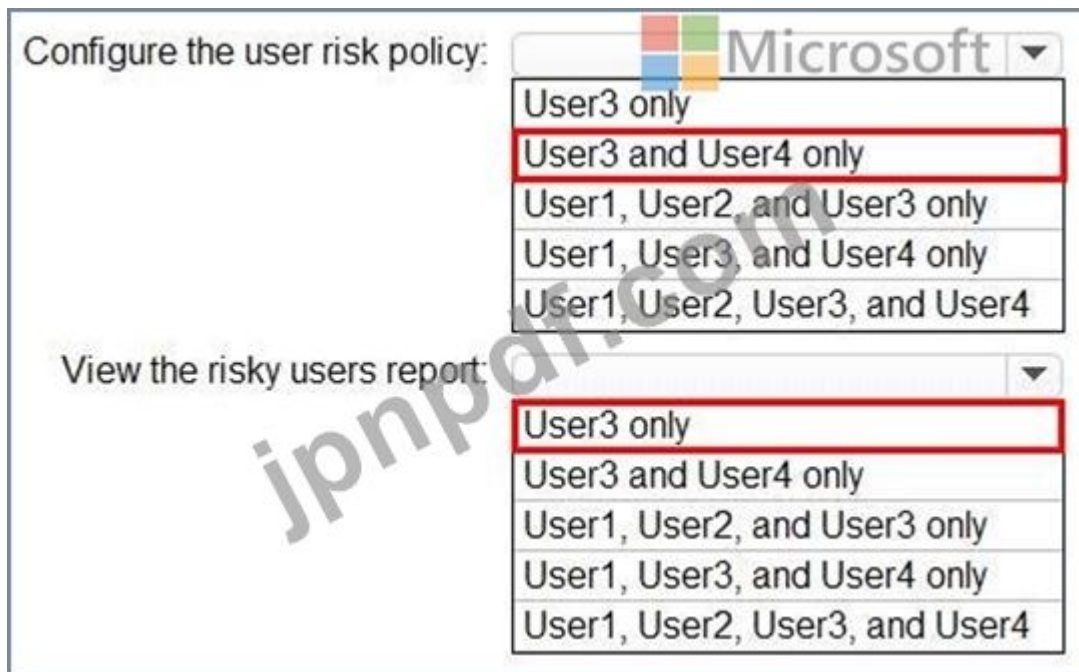 Configure the user risk policy:
Microsoft
User3 only
User3 and User4 only
User1, User2, and User3 only
User1, User3, and User4 only
User1, User2, User3, and User4
View the risky users report:
User3 only
User3 and User4 only
User1, User2, and User3 only
User1, User3, and User4 only
User1, User2, User3, and User4
jpnpdf.com